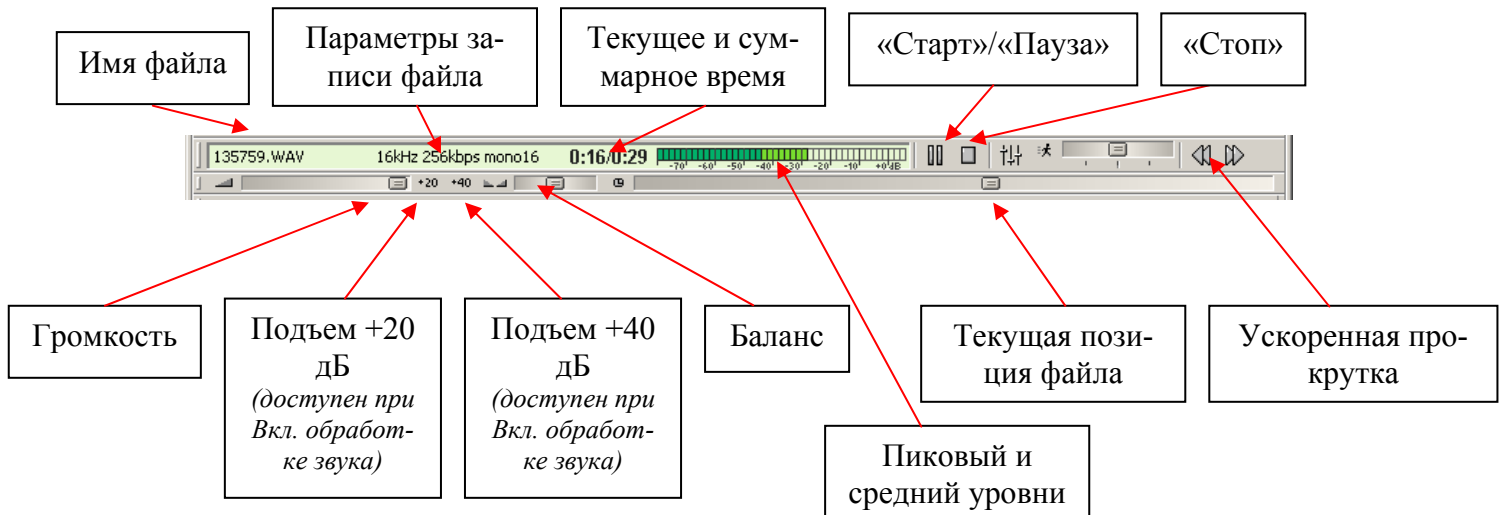 Имя файла
Параметры за-
писи файла
Текущее и сум-
марное время
«Старт»/«Пауза»
«Стоп»
135759.WAV 16kHz 256kbps mono16 0:16/0:29
-70 -60 -50 -40 -30 -20 -10 +0 dB
+20 +40
Громкость
Подъем +20
дБ
(доступен при
Вкл. обработ-
ке звука)
Подъем +40
дБ
(доступен при
Вкл. обработ-
ке звука)
Баланс
Пиковый и
средний уровни
Текущая пози-
ция файла
Ускоренная про-
крутка